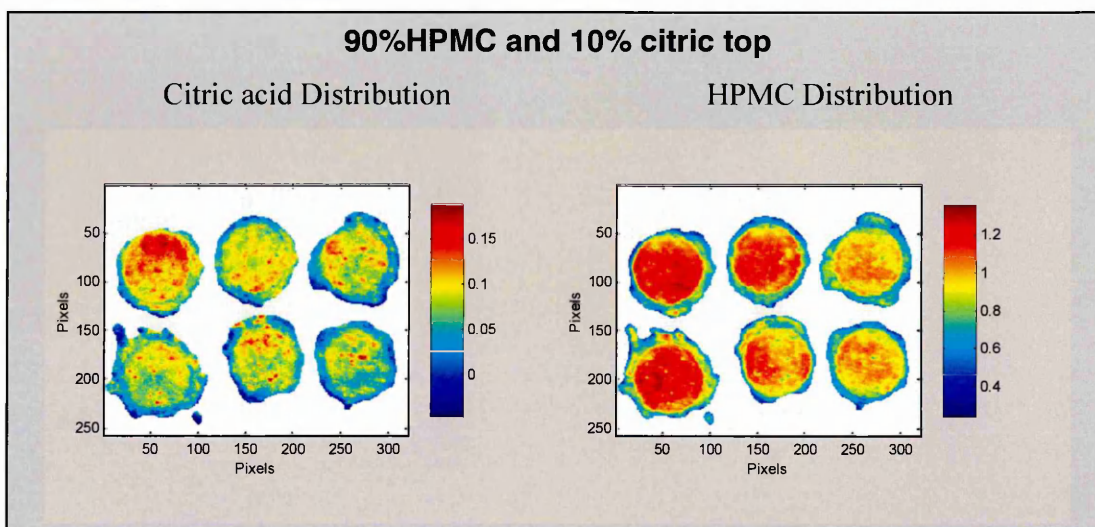 90%HPMC and 10% citric top
Citric acid Distribution
HPMC Distribution
50
100
150
200
250
Pixels
50 100 150 200 250 300
Pixels
0.15
0.1
0.05
0
50
100
150
200
250
Pixels
50 100 150 200 250 300
Pixels
1.2
1
0.8
0.6
0.4